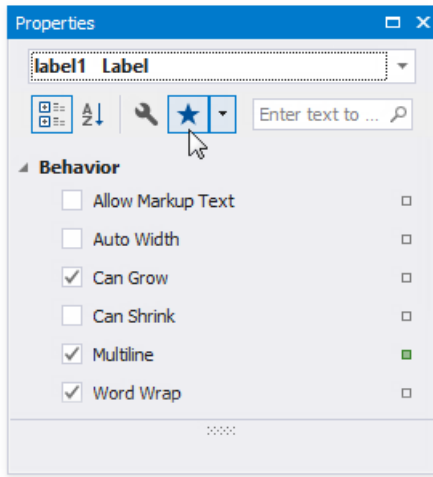 Properties
label1 Label
Enter text to ...
Behavior
Allow Markup Text
Auto Width
Can Grow
Can Shrink
Multiline
Word Wrap